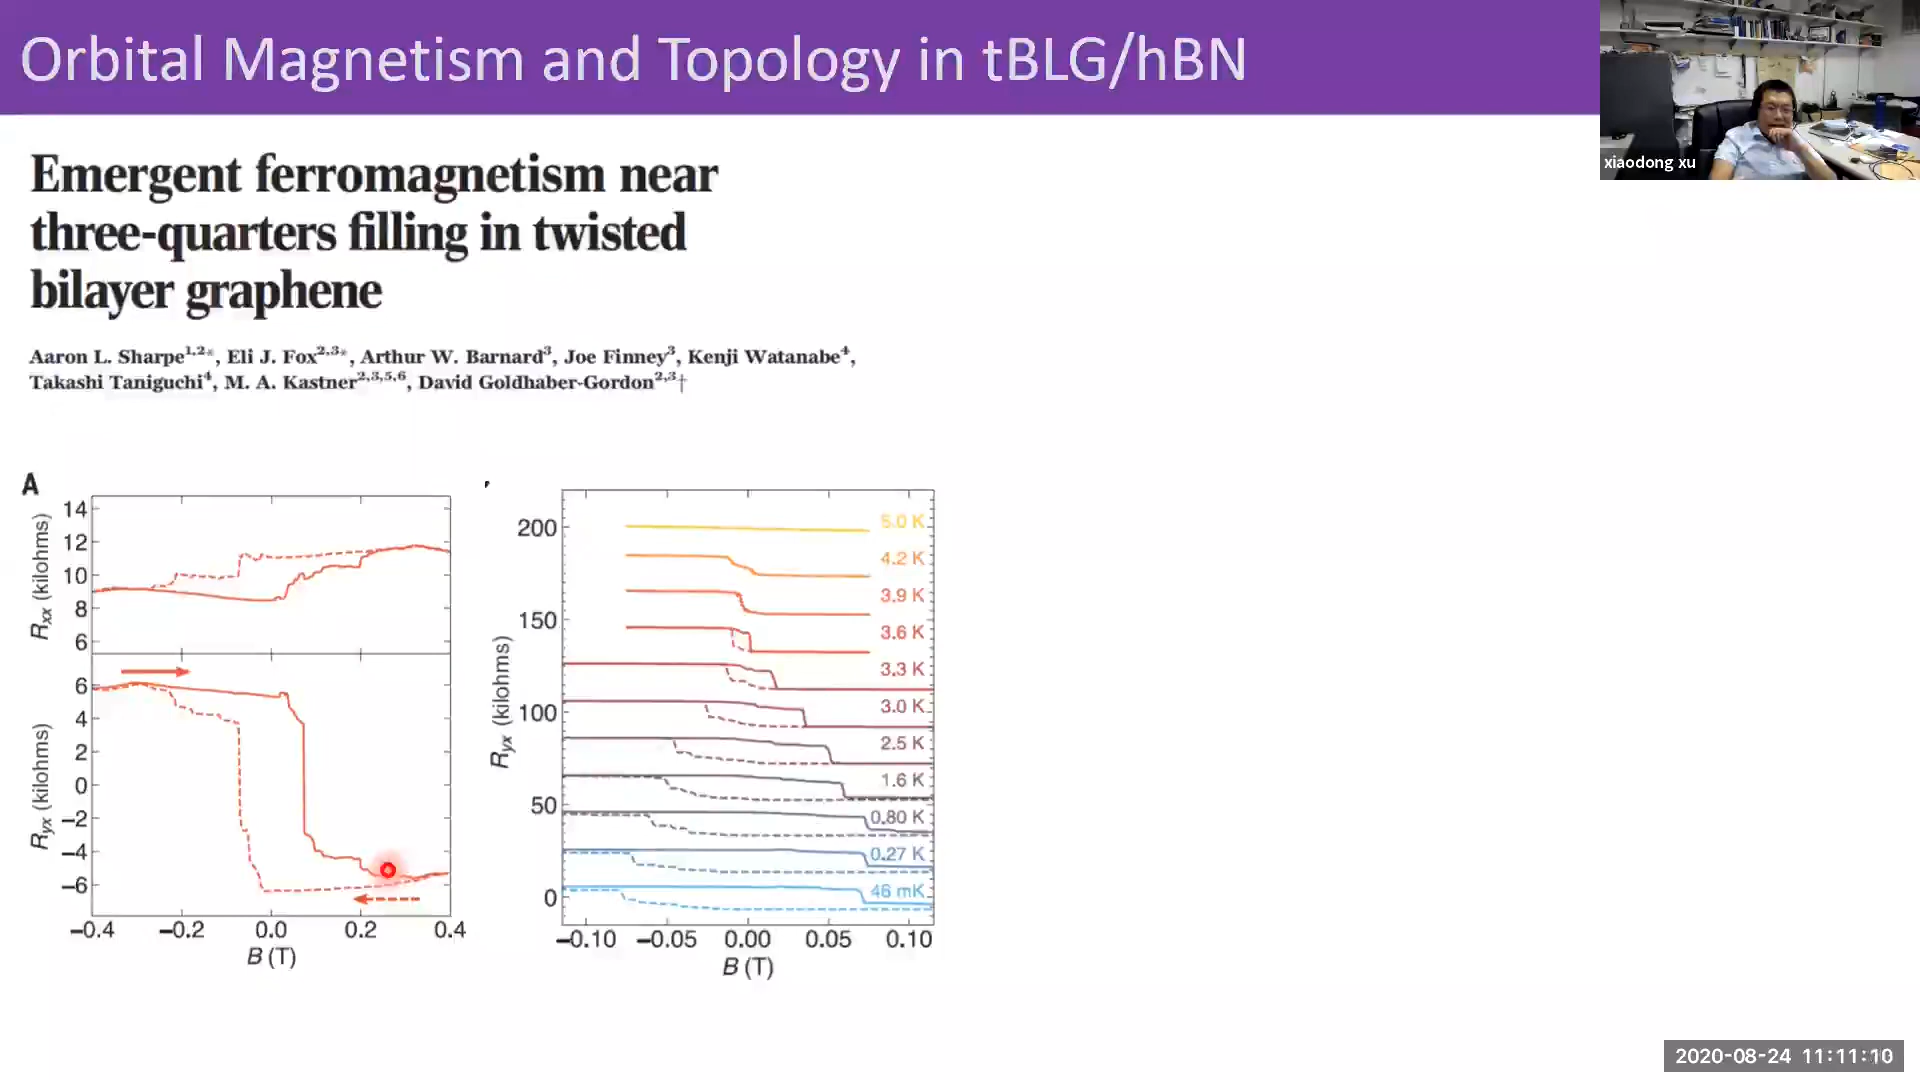 Orbital Magnetism and Topology in tBLG/hBN
xiaodong xu
Emergent ferromagnetism near
three-quarters filling in twisted
bilayer graphene
Aaron L. Sharpe1,2*, Eli J. Fox2,3*, Arthur W. Barnard3, Joe Finney3, Kenji Watanabe4,
Takashi Taniguchi4, M. A. Kastner2,3,5,6, David Goldhaber-Gordon2,3†
A
14
12
10
8
6
Rxx (kilohms)
6
4
2
0
−2
−4
−6
Ryx (kilohms)
−0.4 −0.2 0.0 0.2 0.4
B (T)
200
150
100
50
0
Ryx (kilohms)
5.0 K
4.2 K
3.9 K
3.6 K
3.3 K
3.0 K
2.5 K
1.6 K
0.80 K
0.27 K
46 mK
−0.10 −0.05 0.00 0.05 0.10
B (T)
2020-08-24 11:11:10